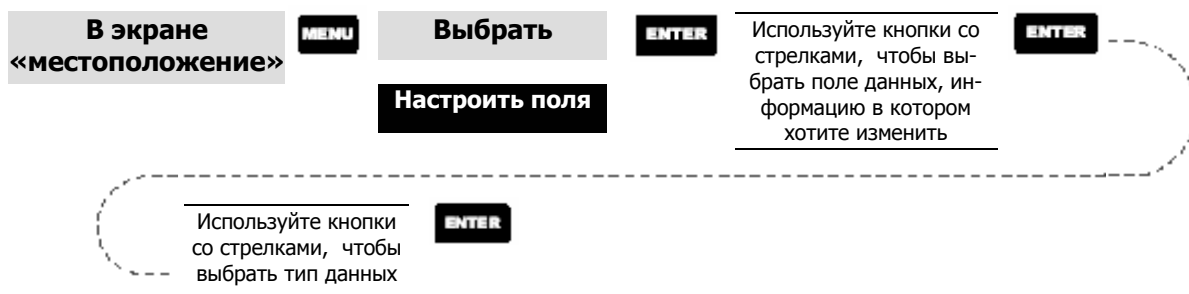 В экране
«местоположение»
MENU
Выбрать
Настроить поля
ENTER
Используйте кнопки со
стрелками, чтобы вы-
брать поле данных, ин-
формацию в котором
хотите изменить
ENTER
Используйте кнопки
со стрелками, чтобы
выбрать тип данных
ENTER